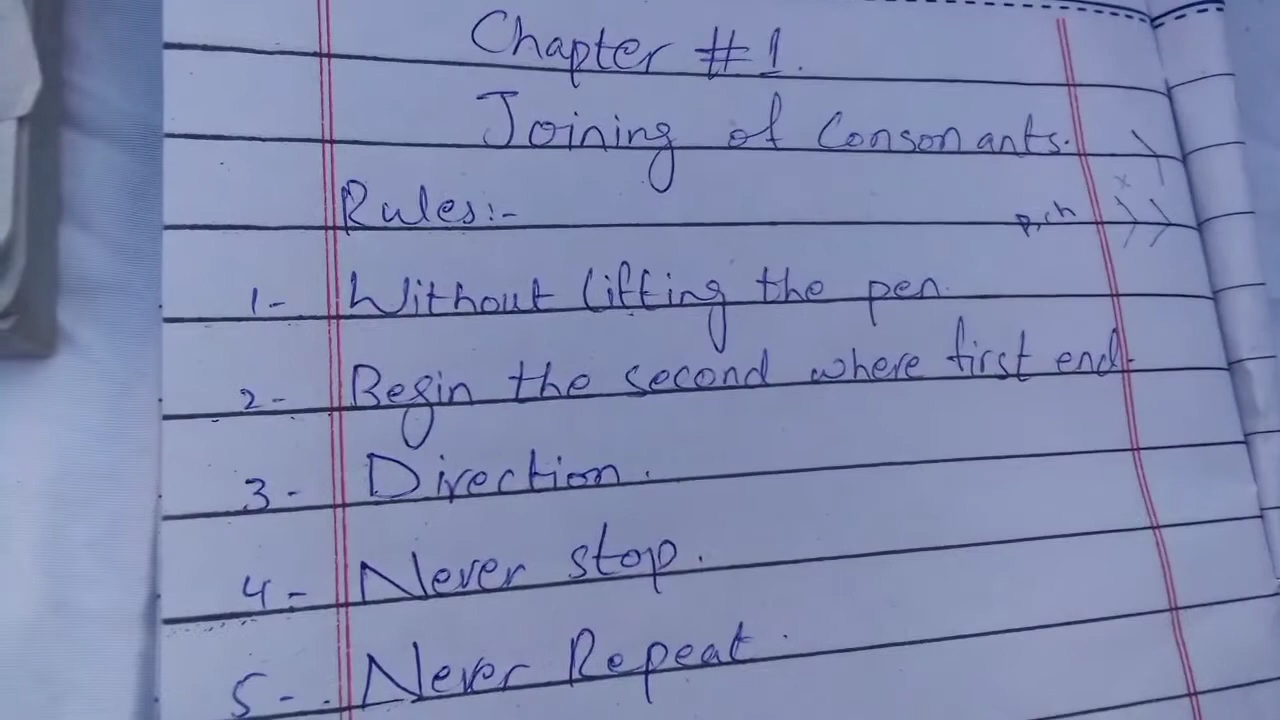 Chapter #1.
Joining of Consonants.
Rules:-
1- Without lifting the pen.
2- Begin the second where first end.
3- Direction.
4- Never stop.
5- Never Repeat.